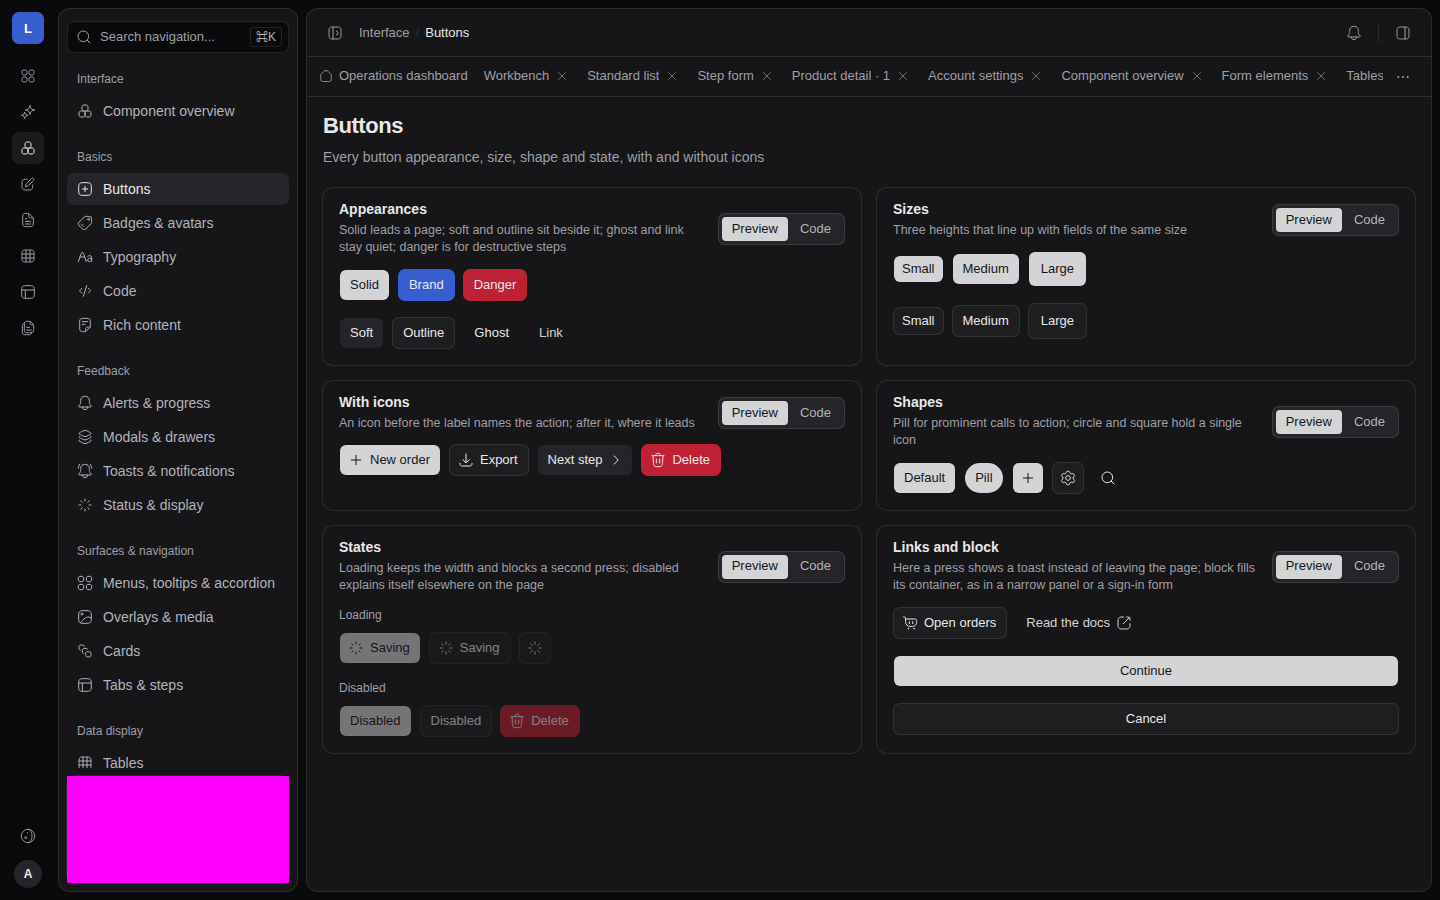 L
Search navigation...
⌘K
Interface
Component overview
Basics
Buttons
Badges & avatars
Typography
Code
Rich content
Feedback
Alerts & progress
Modals & drawers
Toasts & notifications
Status & display
Surfaces & navigation
Menus, tooltips & accordion
Overlays & media
Cards
Tabs & steps
Data display
Tables
A
Interface / Buttons
Operations dashboard Workbench Standard list Step form Product detail · 1 Account settings Component overview Form elements Tables
Buttons
Every button appearance, size, shape and state, with and without icons
Appearances
Solid leads a page; soft and outline sit beside it; ghost and link
stay quiet; danger is for destructive steps
Preview Code
Solid Brand Danger
Soft Outline Ghost Link
Sizes
Three heights that line up with fields of the same size
Preview Code
Small Medium Large
Small Medium Large
With icons
An icon before the label names the action; after it, where it leads
Preview Code
New order Export Next step Delete
Shapes
Pill for prominent calls to action; circle and square hold a single
icon
Preview Code
Default Pill
States
Loading keeps the width and blocks a second press; disabled
explains itself elsewhere on the page
Preview Code
Loading
Saving Saving
Disabled
Disabled Disabled Delete
Links and block
Here a press shows a toast instead of leaving the page; block fills
its container, as in a narrow panel or a sign-in form
Preview Code
Open orders Read the docs
Continue
Cancel